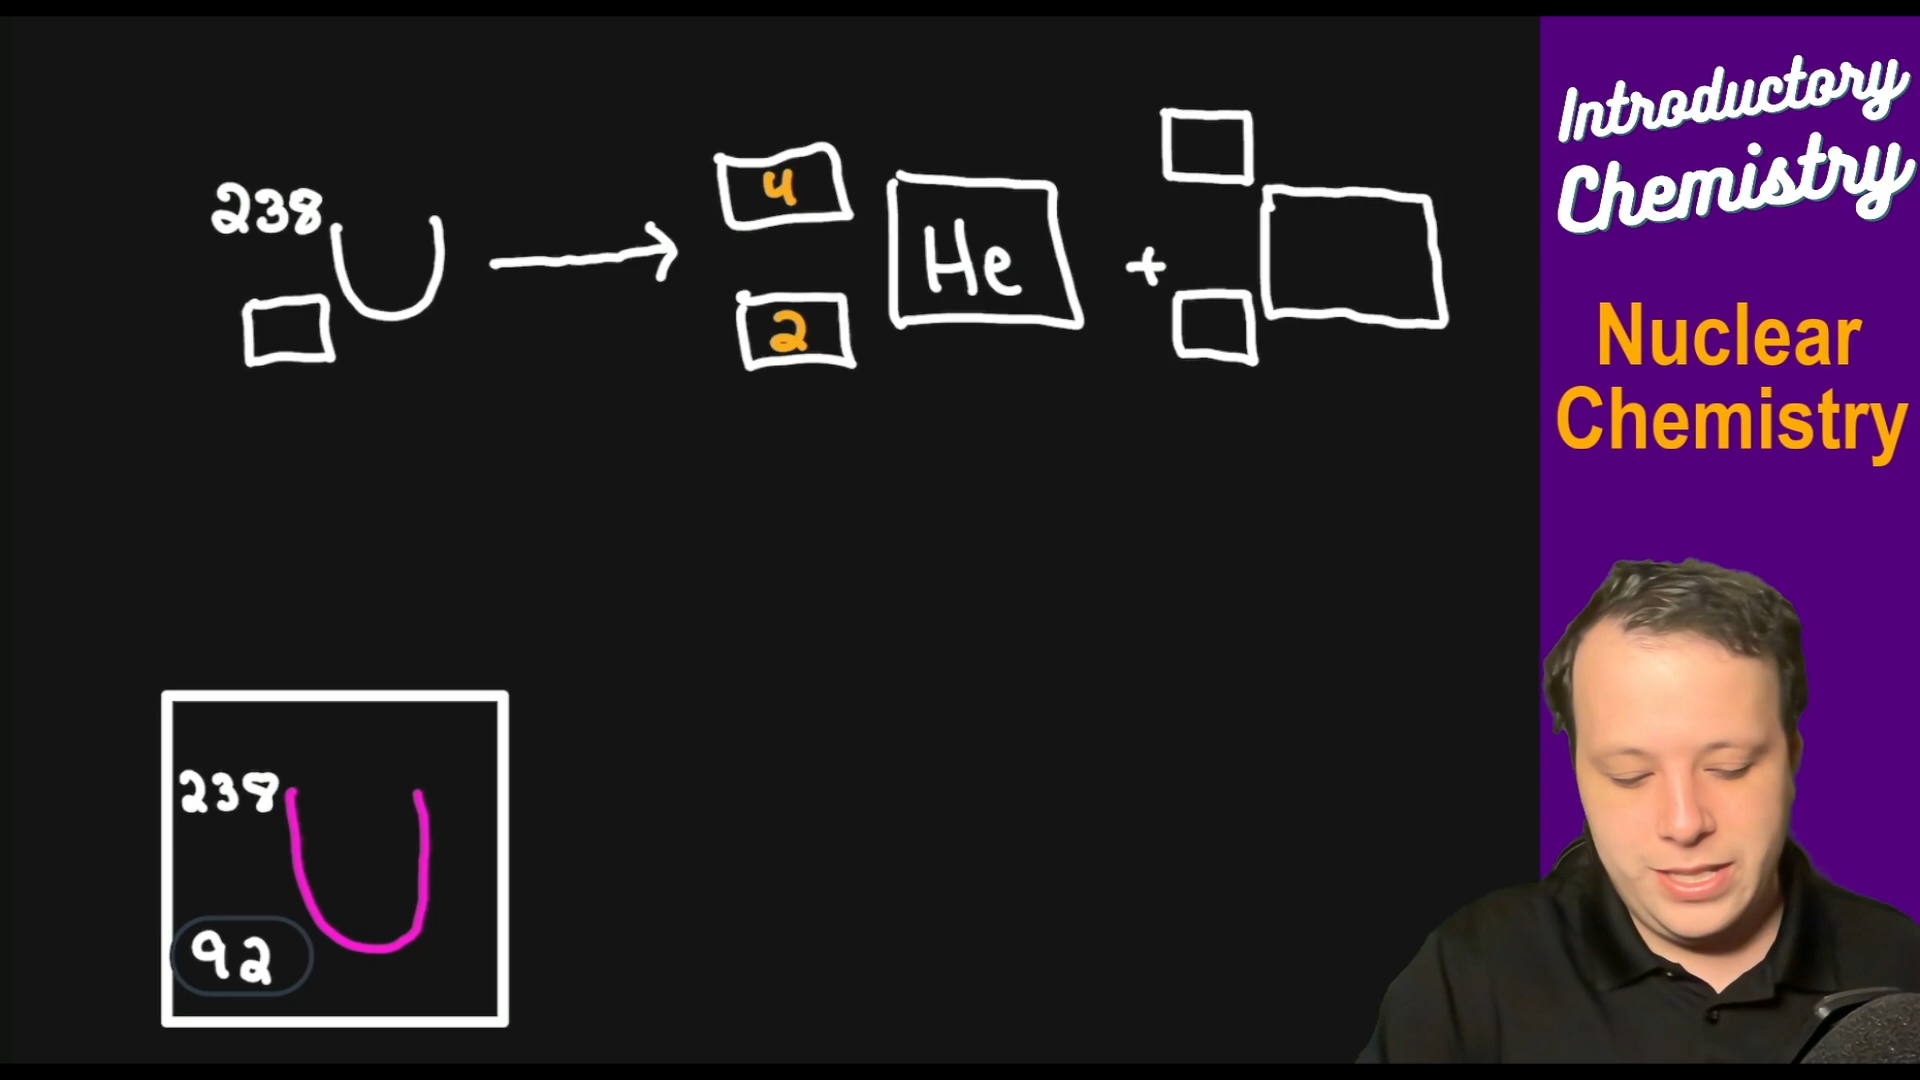 238 U → 4 2 He +
238 U
92
Introductory
Chemistry
Nuclear
Chemistry